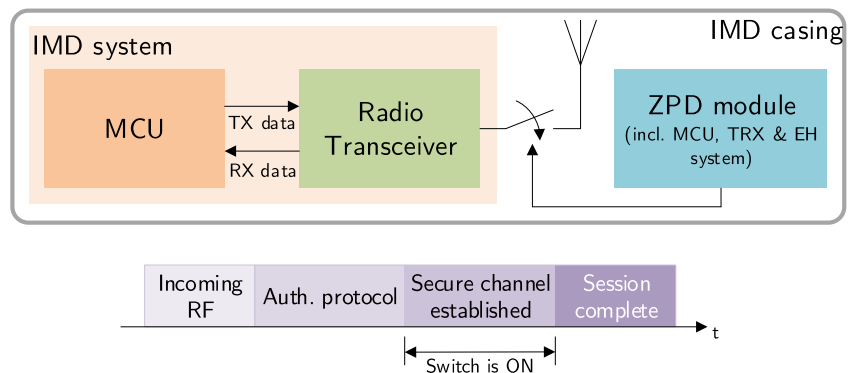 IMD casing
IMD system
MCU
TX data
RX data
Radio
Transceiver
ZPD module
(incl. MCU, TRX & EH
system)
Incoming
RF
Auth. protocol
Secure channel
established
Session
complete
t
Switch is ON